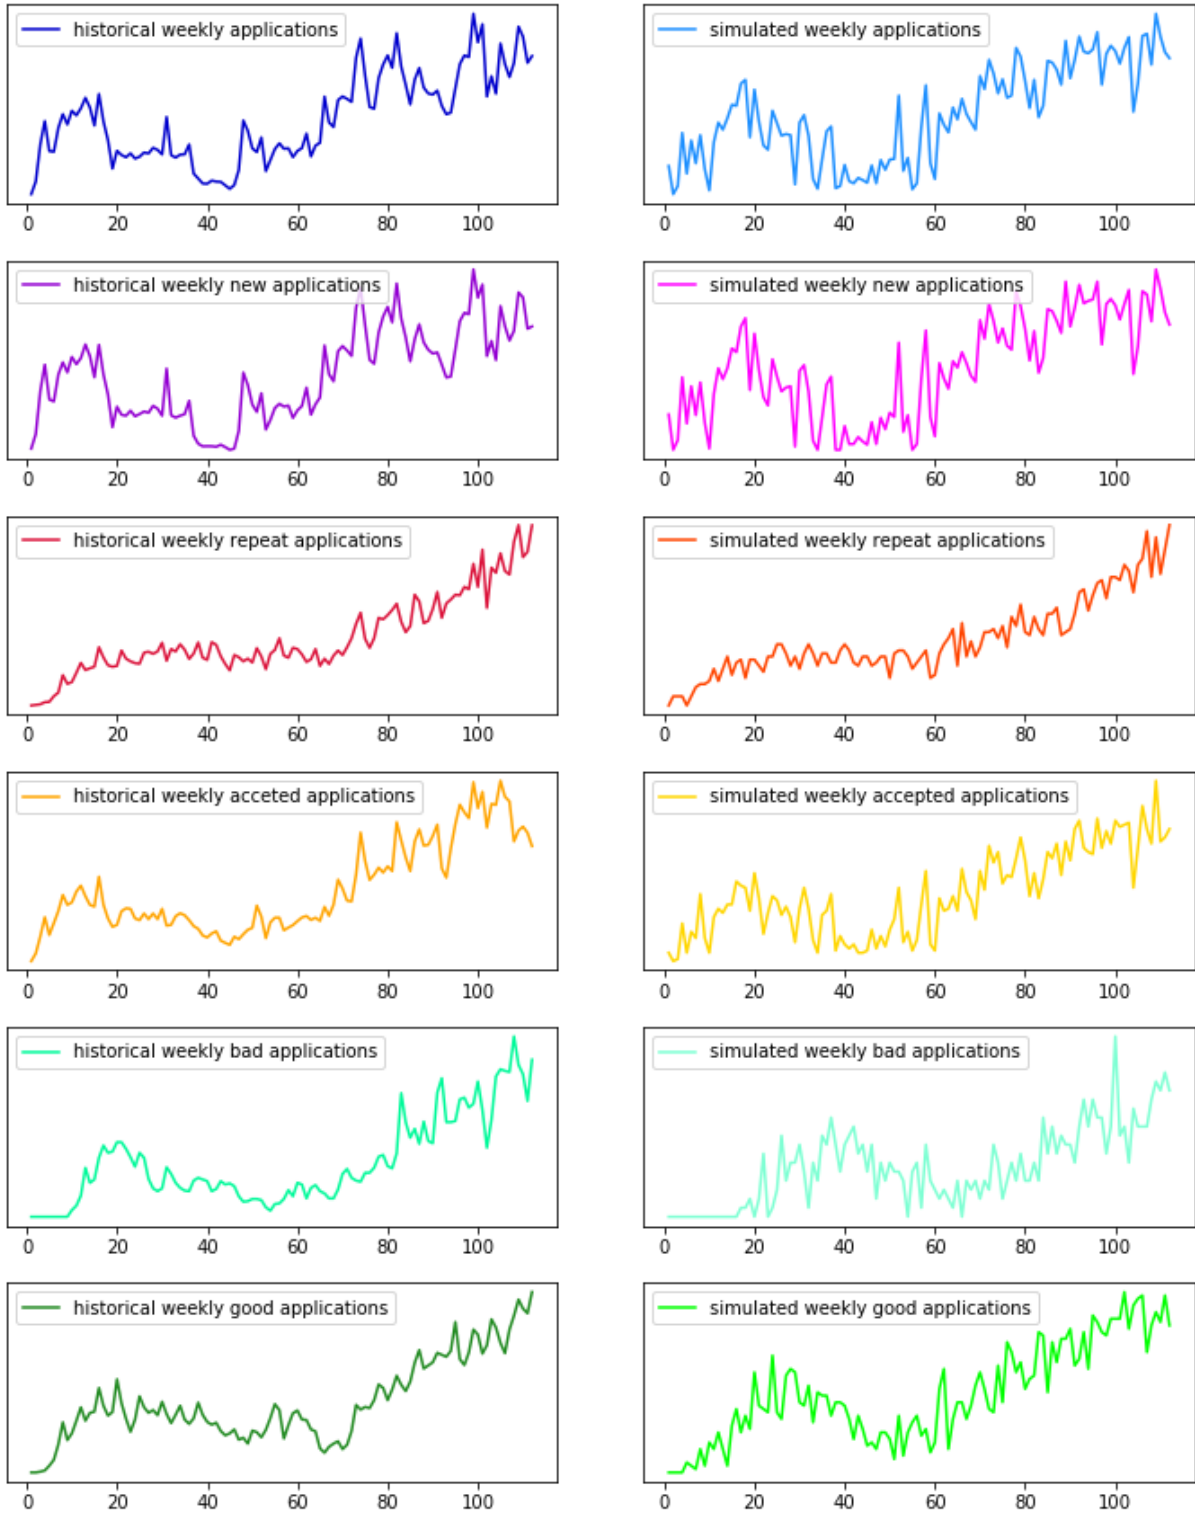 historical weekly applications
simulated weekly applications
0 20 40 60 80 100
0 20 40 60 80 100
historical weekly new applications
simulated weekly new applications
0 20 40 60 80 100
0 20 40 60 80 100
historical weekly repeat applications
simulated weekly repeat applications
0 20 40 60 80 100
0 20 40 60 80 100
historical weekly acceted applications
simulated weekly accepted applications
0 20 40 60 80 100
0 20 40 60 80 100
historical weekly bad applications
simulated weekly bad applications
0 20 40 60 80 100
0 20 40 60 80 100
historical weekly good applications
simulated weekly good applications
0 20 40 60 80 100
0 20 40 60 80 100